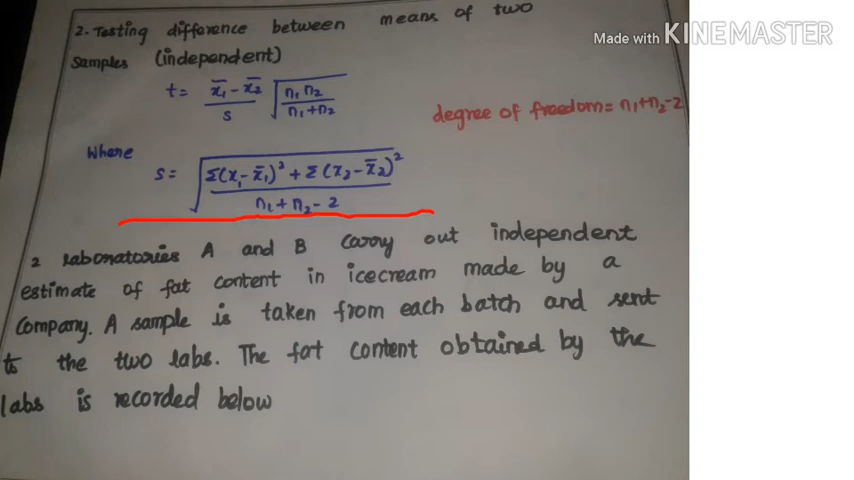 2. Testing difference between means of two
samples (independent)
t = x̄₁ - x̄₂ / s √ n₁ n₂ / n₁+n₂
degree of freedom = n₁+n₂-2
Where
s = √ Σ(x₁ - x̄₁)² + Σ(x₂ - x̄₂)² / n₁ + n₂ - 2
2 laboratories A and B carry out independent
estimate of fat content in icecream made by a
company. A sample is taken from each batch and sent
to the two labs. The fat content obtained by the
labs is recorded below
Made with KINEMASTER